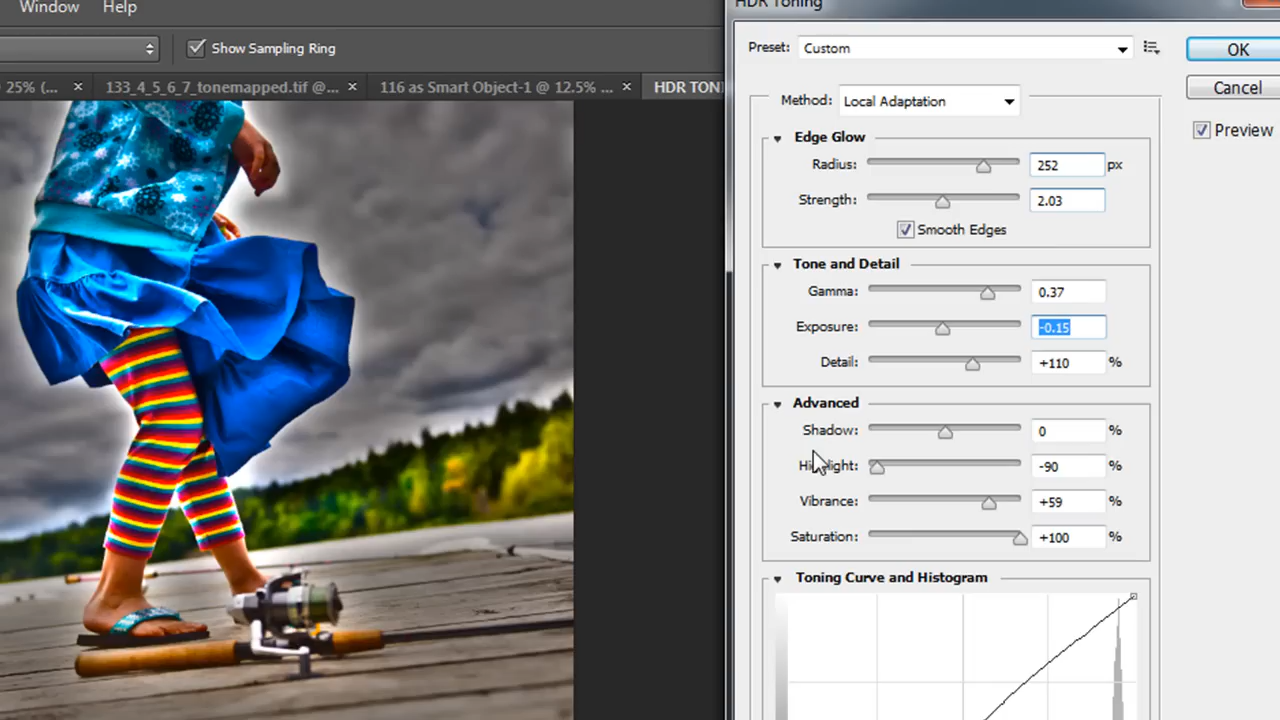 Window Help
HDR Toning
Show Sampling Ring
Preset: Custom
OK
25% (... × 133_4_5_6_7_tonemapped.tif @... × 116 as Smart Object-1 @ 12.5% ... × HDR TONI
Cancel
Method: Local Adaptation
Preview
Edge Glow
Radius: 252 px
Strength: 2.03
Smooth Edges
Tone and Detail
Gamma: 0.37
Exposure: -0.15
Detail: +110 %
Advanced
Shadow: 0 %
Highlight: -90 %
Vibrance: +59 %
Saturation: +100 %
Toning Curve and Histogram